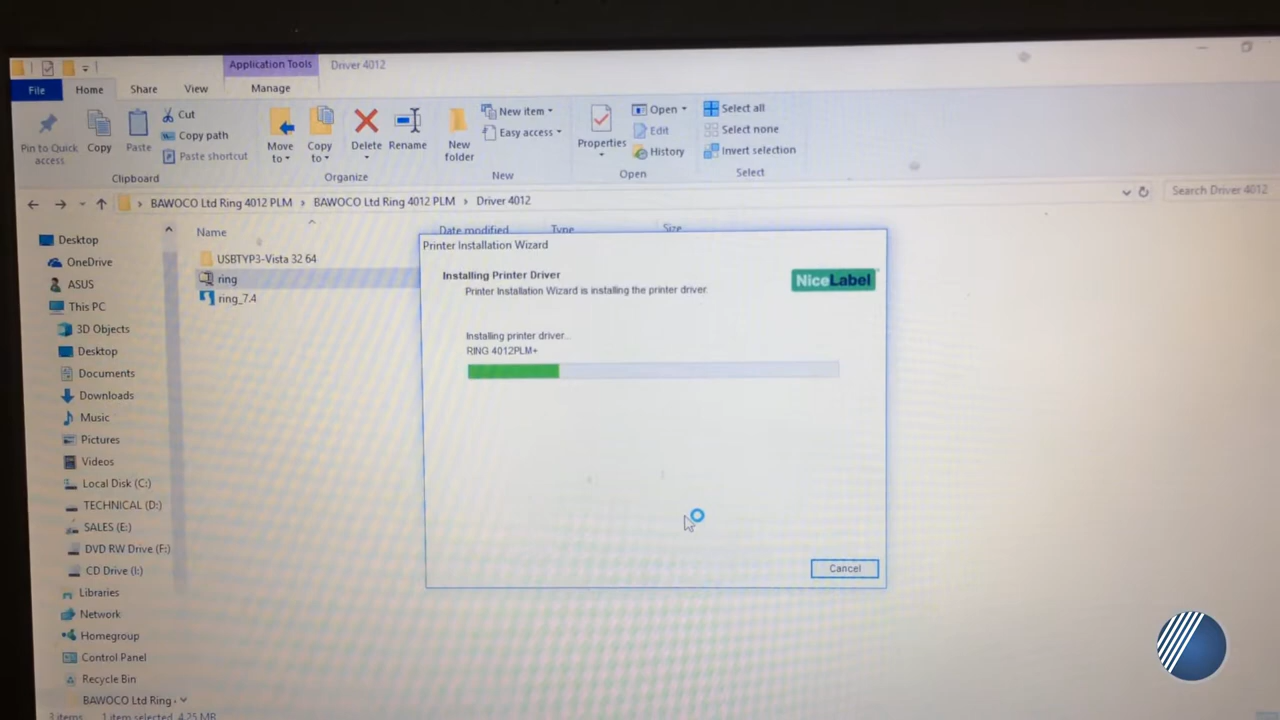 Application Tools
Driver 4012
File
Home
Share
View
Manage
Pin to Quick access
Copy
Paste
Cut
Copy path
Paste shortcut
Clipboard
Move to
Copy to
Delete
Rename
Organize
New folder
New item
Easy access
New
Properties
Open
Edit
History
Open
Select all
Select none
Invert selection
Select
BAWOCO Ltd Ring 4012 PLM > BAWOCO Ltd Ring 4012 PLM > Driver 4012
Search Driver 4012
Desktop
OneDrive
ASUS
This PC
3D Objects
Desktop
Documents
Downloads
Music
Pictures
Videos
Local Disk (C:)
TECHNICAL (D:)
SALES (E:)
DVD RW Drive (F:)
CD Drive (I:)
Libraries
Network
Homegroup
Control Panel
Recycle Bin
BAWOCO Ltd Ring
3 items
1 item selected 4.25 MB
Name
Date modified
Type
Size
USBTYP3-Vista 32 64
ring
ring_7.4
Printer Installation Wizard
Installing Printer Driver
Printer Installation Wizard is installing the printer driver.
NiceLabel
Installing printer driver...
RING 4012PLM+
Cancel